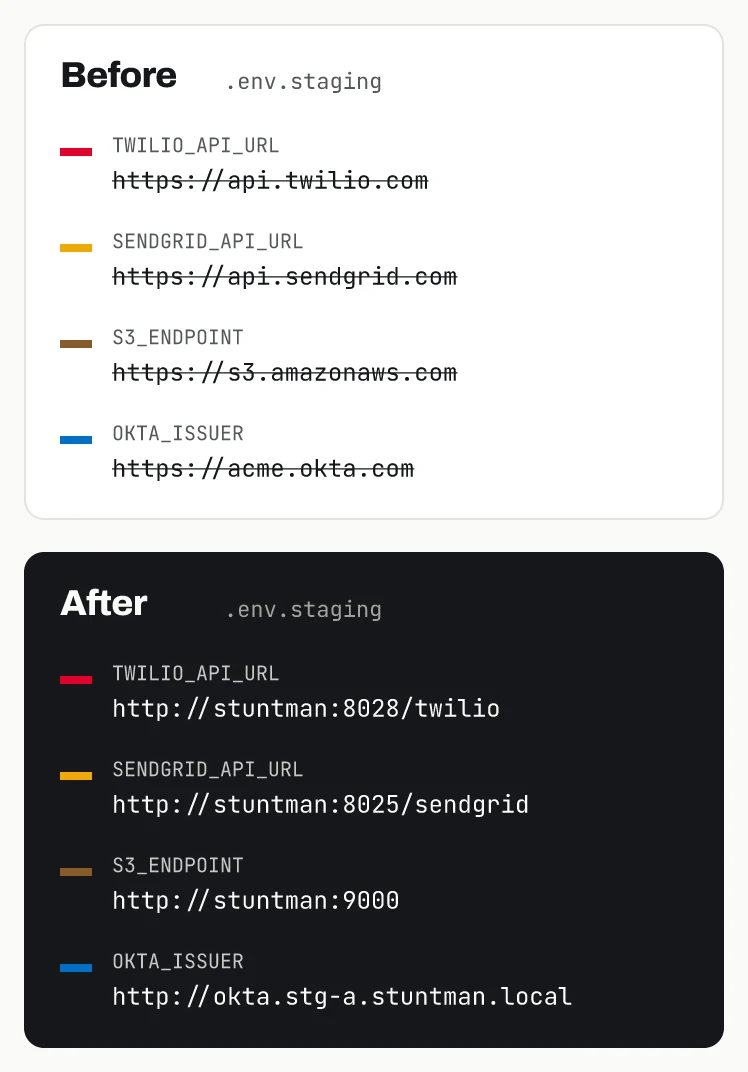 Before .env.staging
TWILIO_API_URL
https://api.twilio.com
SENDGRID_API_URL
https://api.sendgrid.com
S3_ENDPOINT
https://s3.amazonaws.com
OKTA_ISSUER
https://acme.okta.com
After .env.staging
TWILIO_API_URL
http://stuntman:8028/twilio
SENDGRID_API_URL
http://stuntman:8025/sendgrid
S3_ENDPOINT
http://stuntman:9000
OKTA_ISSUER
http://okta.stg-a.stuntman.local